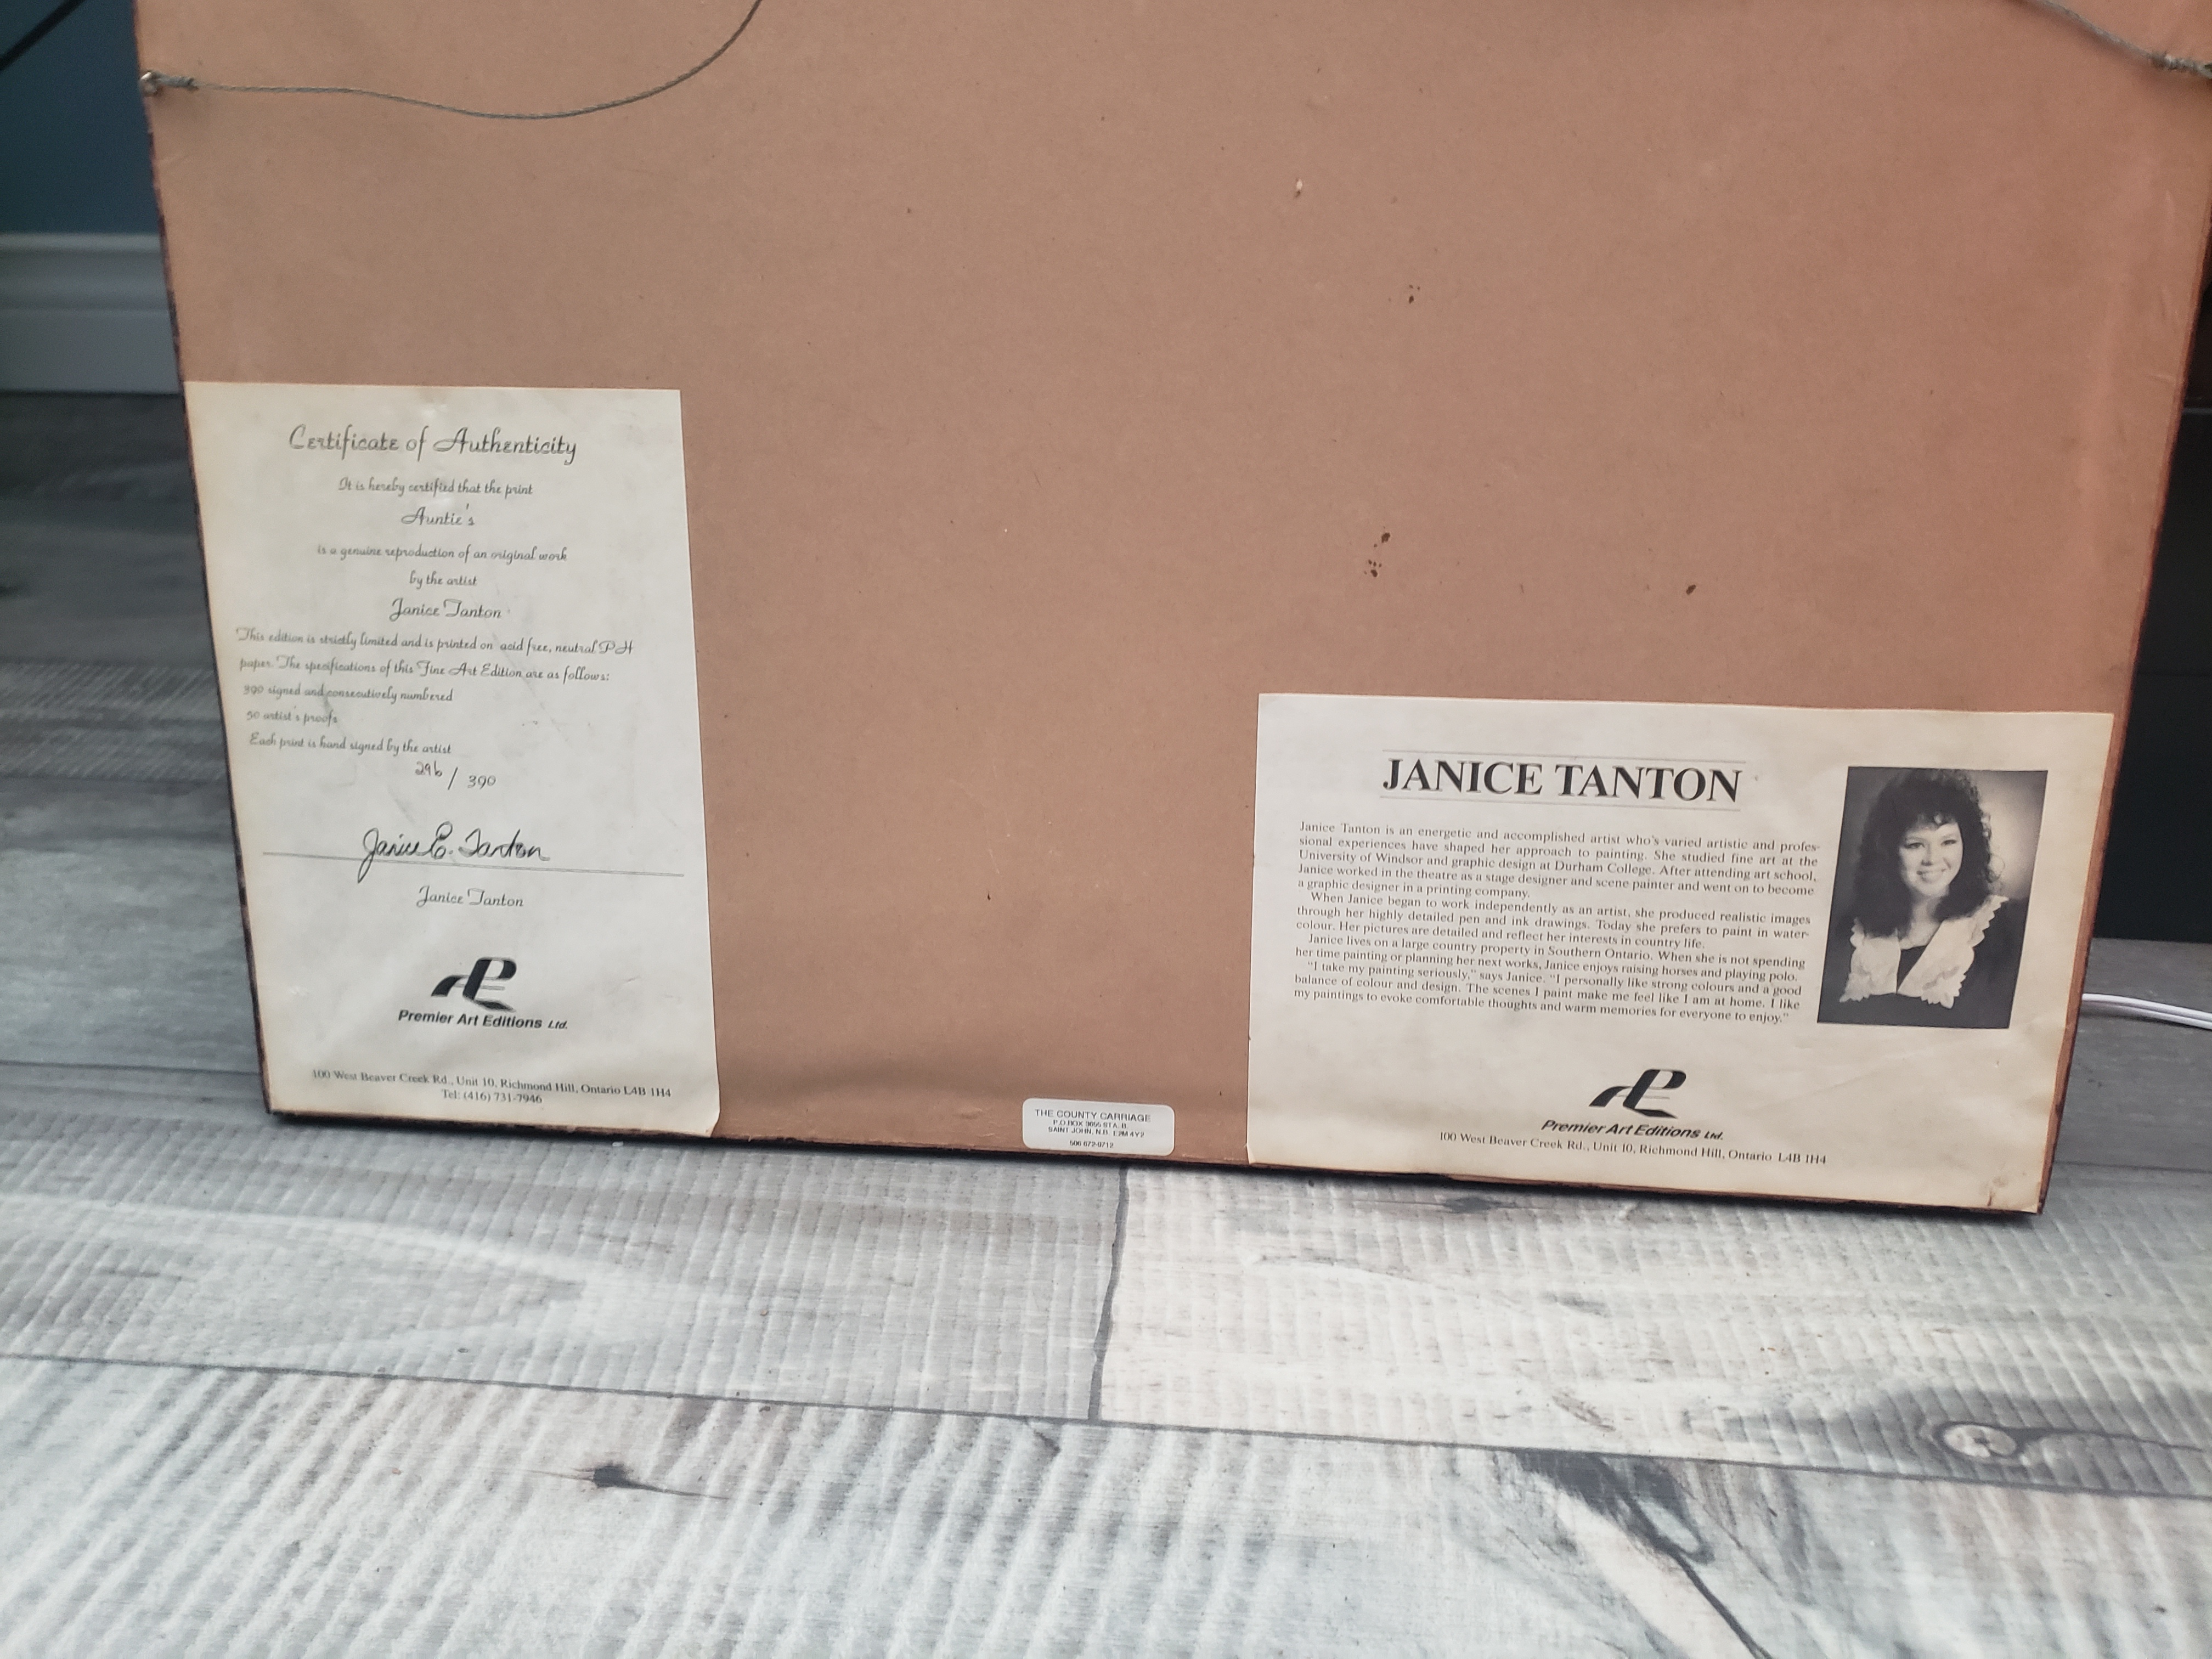 Certificate of Authenticity
It is hereby certified that the print
Auntie's
is a genuine reproduction of an original work
by the artist
Janice Tanton
This edition is strictly limited and is printed on acid free, neutral PH
paper. The specifications of this Fine Art Edition are as follows:
390 signed and consecutively numbered
50 artist's proofs
Each print is hand signed by the artist
296 / 390
Janice E. Tanton
Janice Tanton
Premier Art Editions Ltd.
100 West Beaver Creek Rd., Unit 10, Richmond Hill, Ontario L4B 1H4
Tel: (416) 731-7946
THE COUNTY CARRIAGE
P.O.BOX 3855 STA. B.
SAINT JOHN, N.B. E2M 4Y2
506 672-0712
JANICE TANTON
Janice Tanton is an energetic and accomplished artist who's varied artistic and profes-
sional experiences have shaped her approach to painting. She studied fine art at the
University of Windsor and graphic design at Durham College. After attending art school,
Janice worked in the theatre as a stage designer and scene painter and went on to become
a graphic designer in a printing company.
When Janice began to work independently as an artist, she produced realistic images
through her highly detailed pen and ink drawings. Today she prefers to paint in water-
colour. Her pictures are detailed and reflect her interests in country life.
Janice lives on a large country property in Southern Ontario. When she is not spending
her time painting or planning her next works, Janice enjoys raising horses and playing polo.
"I take my painting seriously," says Janice. "I personally like strong colours and a good
balance of colour and design. The scenes I paint make me feel like I am at home. I like
my paintings to evoke comfortable thoughts and warm memories for everyone to enjoy."
Premier Art Editions Ltd.
100 West Beaver Creek Rd., Unit 10, Richmond Hill, Ontario L4B 1H4